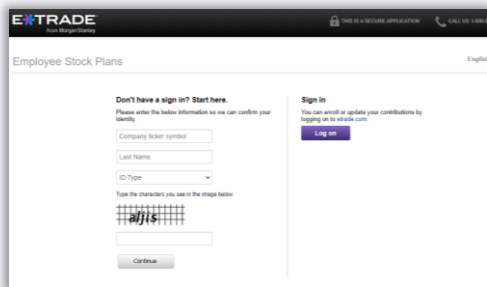 E*TRADE
from Morgan Stanley
THIS IS A SECURE APPLICATION
CALL US
Employee Stock Plans
English
Don't have a sign in? Start here.
Please enter the below information so we can confirm your
identity.
Company ticker symbol
Last Name
ID Type
Type the characters you see in the image below.
aljis
Continue
Sign in
You can enroll or update your contributions by
logging on to etrade.com.
Log on